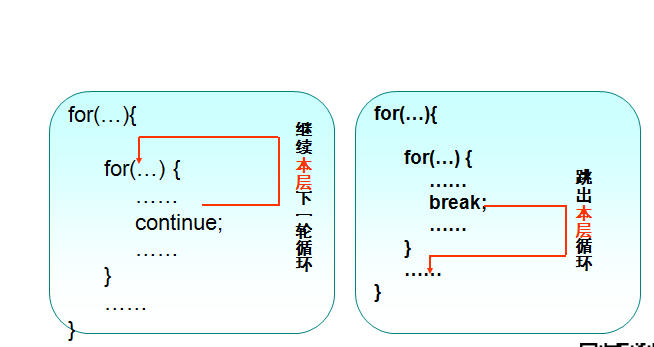 for(…){
for(…) {
……
continue;
……
}
……
}
继续本层下一轮循环
for(…){
for(…) {
……
break;
……
}
……
}
跳出本层循环